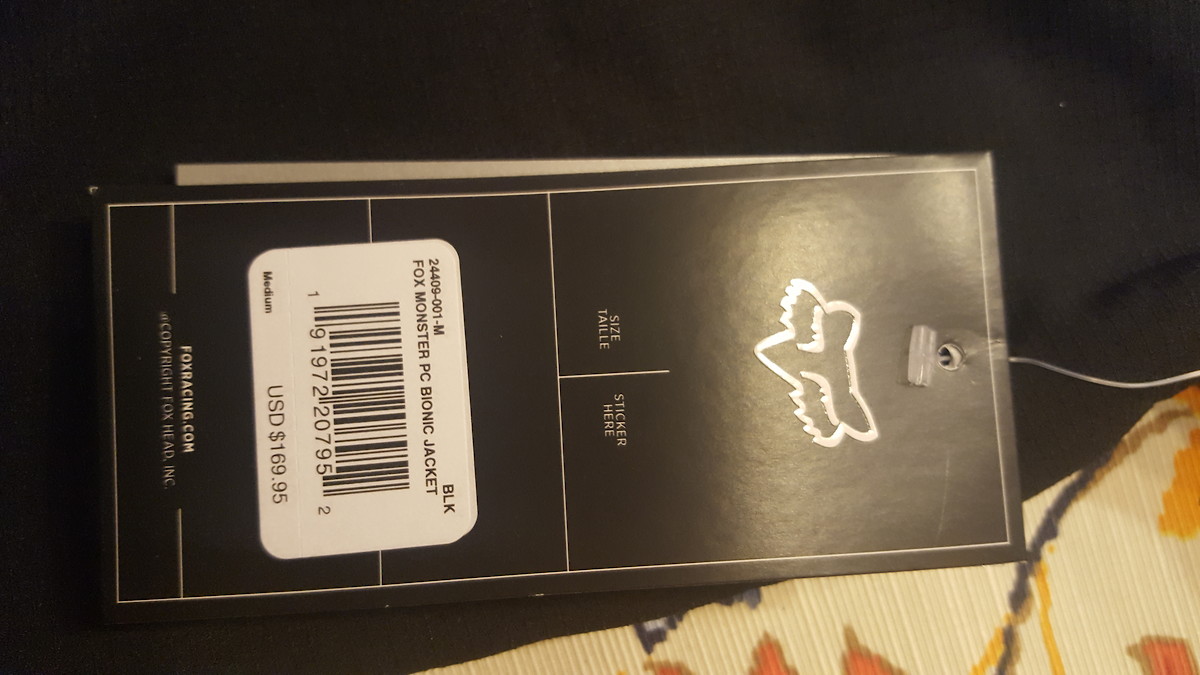 SIZE
TAILLE
STICKER
HERE
24409-001-M
BLK
FOX MONSTER PC BIONIC JACKET
1 91972 20795 2
USD $169.95
Medium
FOXRACING.COM
©COPYRIGHT FOX HEAD, INC.